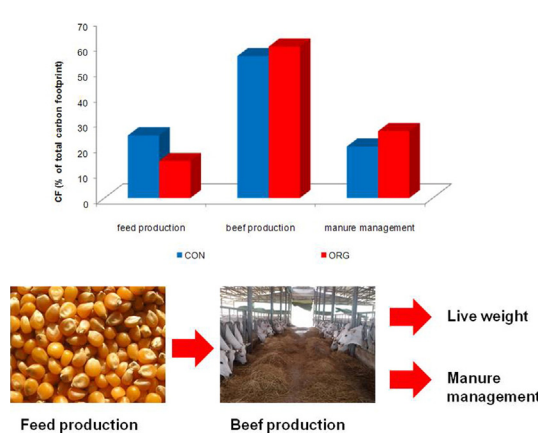 CF (% of total carbon footprint)
70
60
50
40
30
20
10
0
feed production
beef production
manure management
CON
ORG
Live weight
Manure
management
Feed production
Beef production